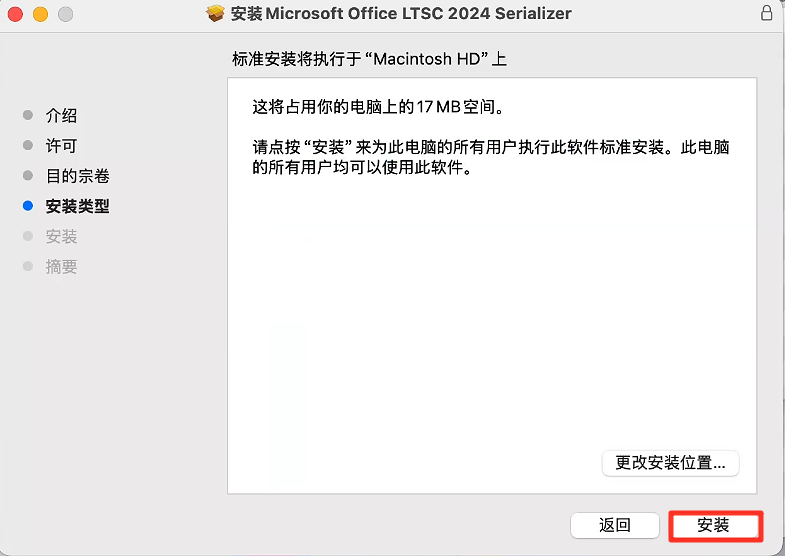 安装 Microsoft Office LTSC 2024 Serializer
标准安装将执行于“Macintosh HD”上
介绍
许可
目的宗卷
安装类型
安装
摘要
这将占用你的电脑上的17 MB 空间。
请点按“安装”来为此电脑的所有用户执行此软件标准安装。此电脑
的所有用户均可以使用此软件。
更改安装位置...
返回
安装